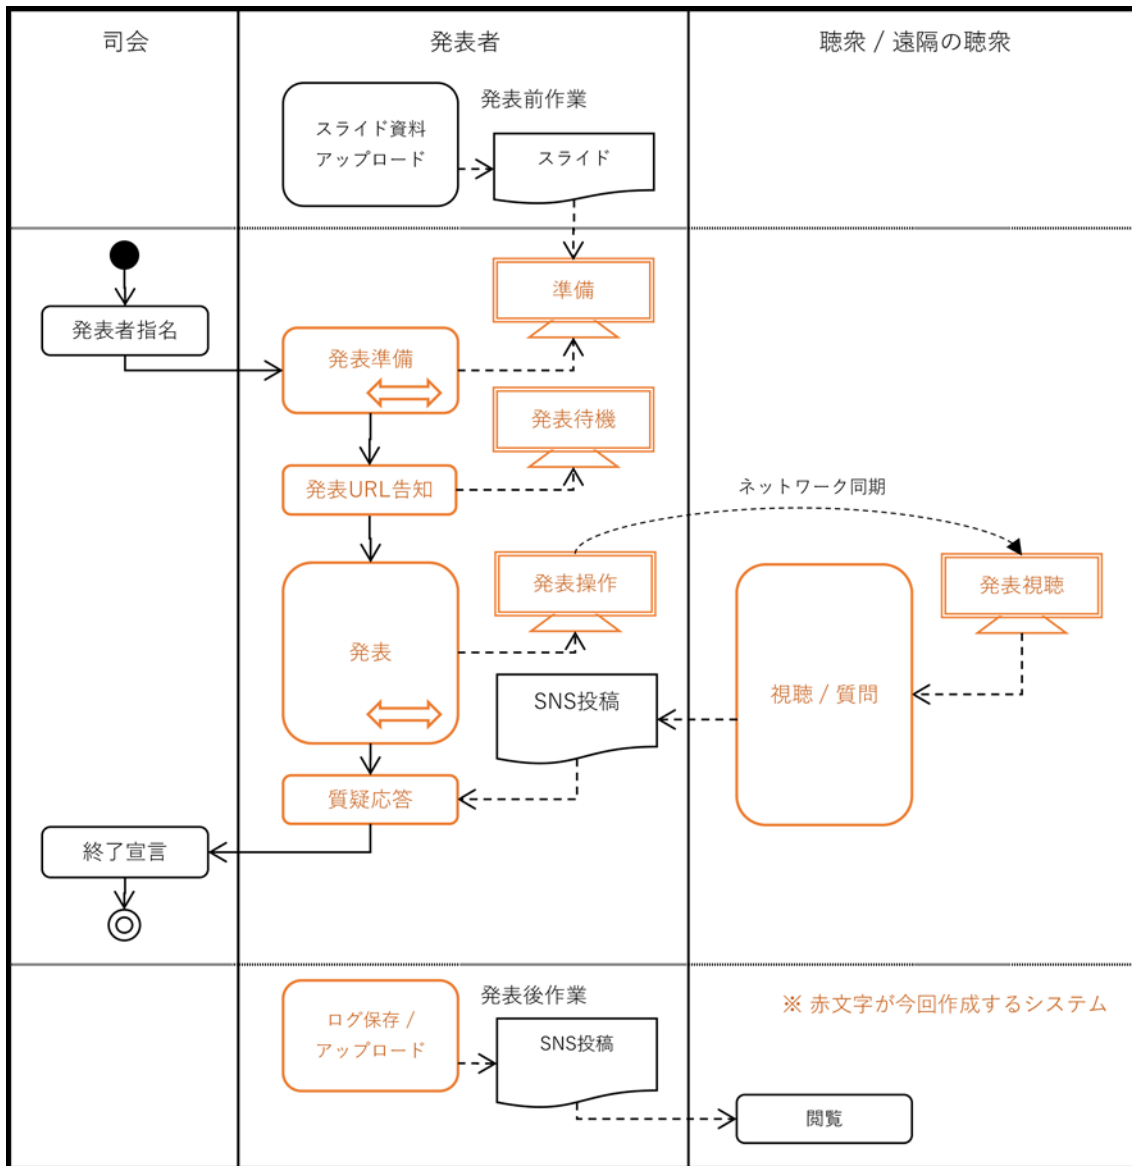 司会
発表者
聴衆 / 遠隔の聴衆
発表前作業
スライド資料
アップロード
スライド
準備
発表者指名
発表準備
発表待機
発表URL告知
ネットワーク同期
発表操作
発表視聴
発表
視聴 / 質問
SNS投稿
質疑応答
終了宣言
発表後作業
ログ保存 /
アップロード
SNS投稿
※ 赤文字が今回作成するシステム
閲覧